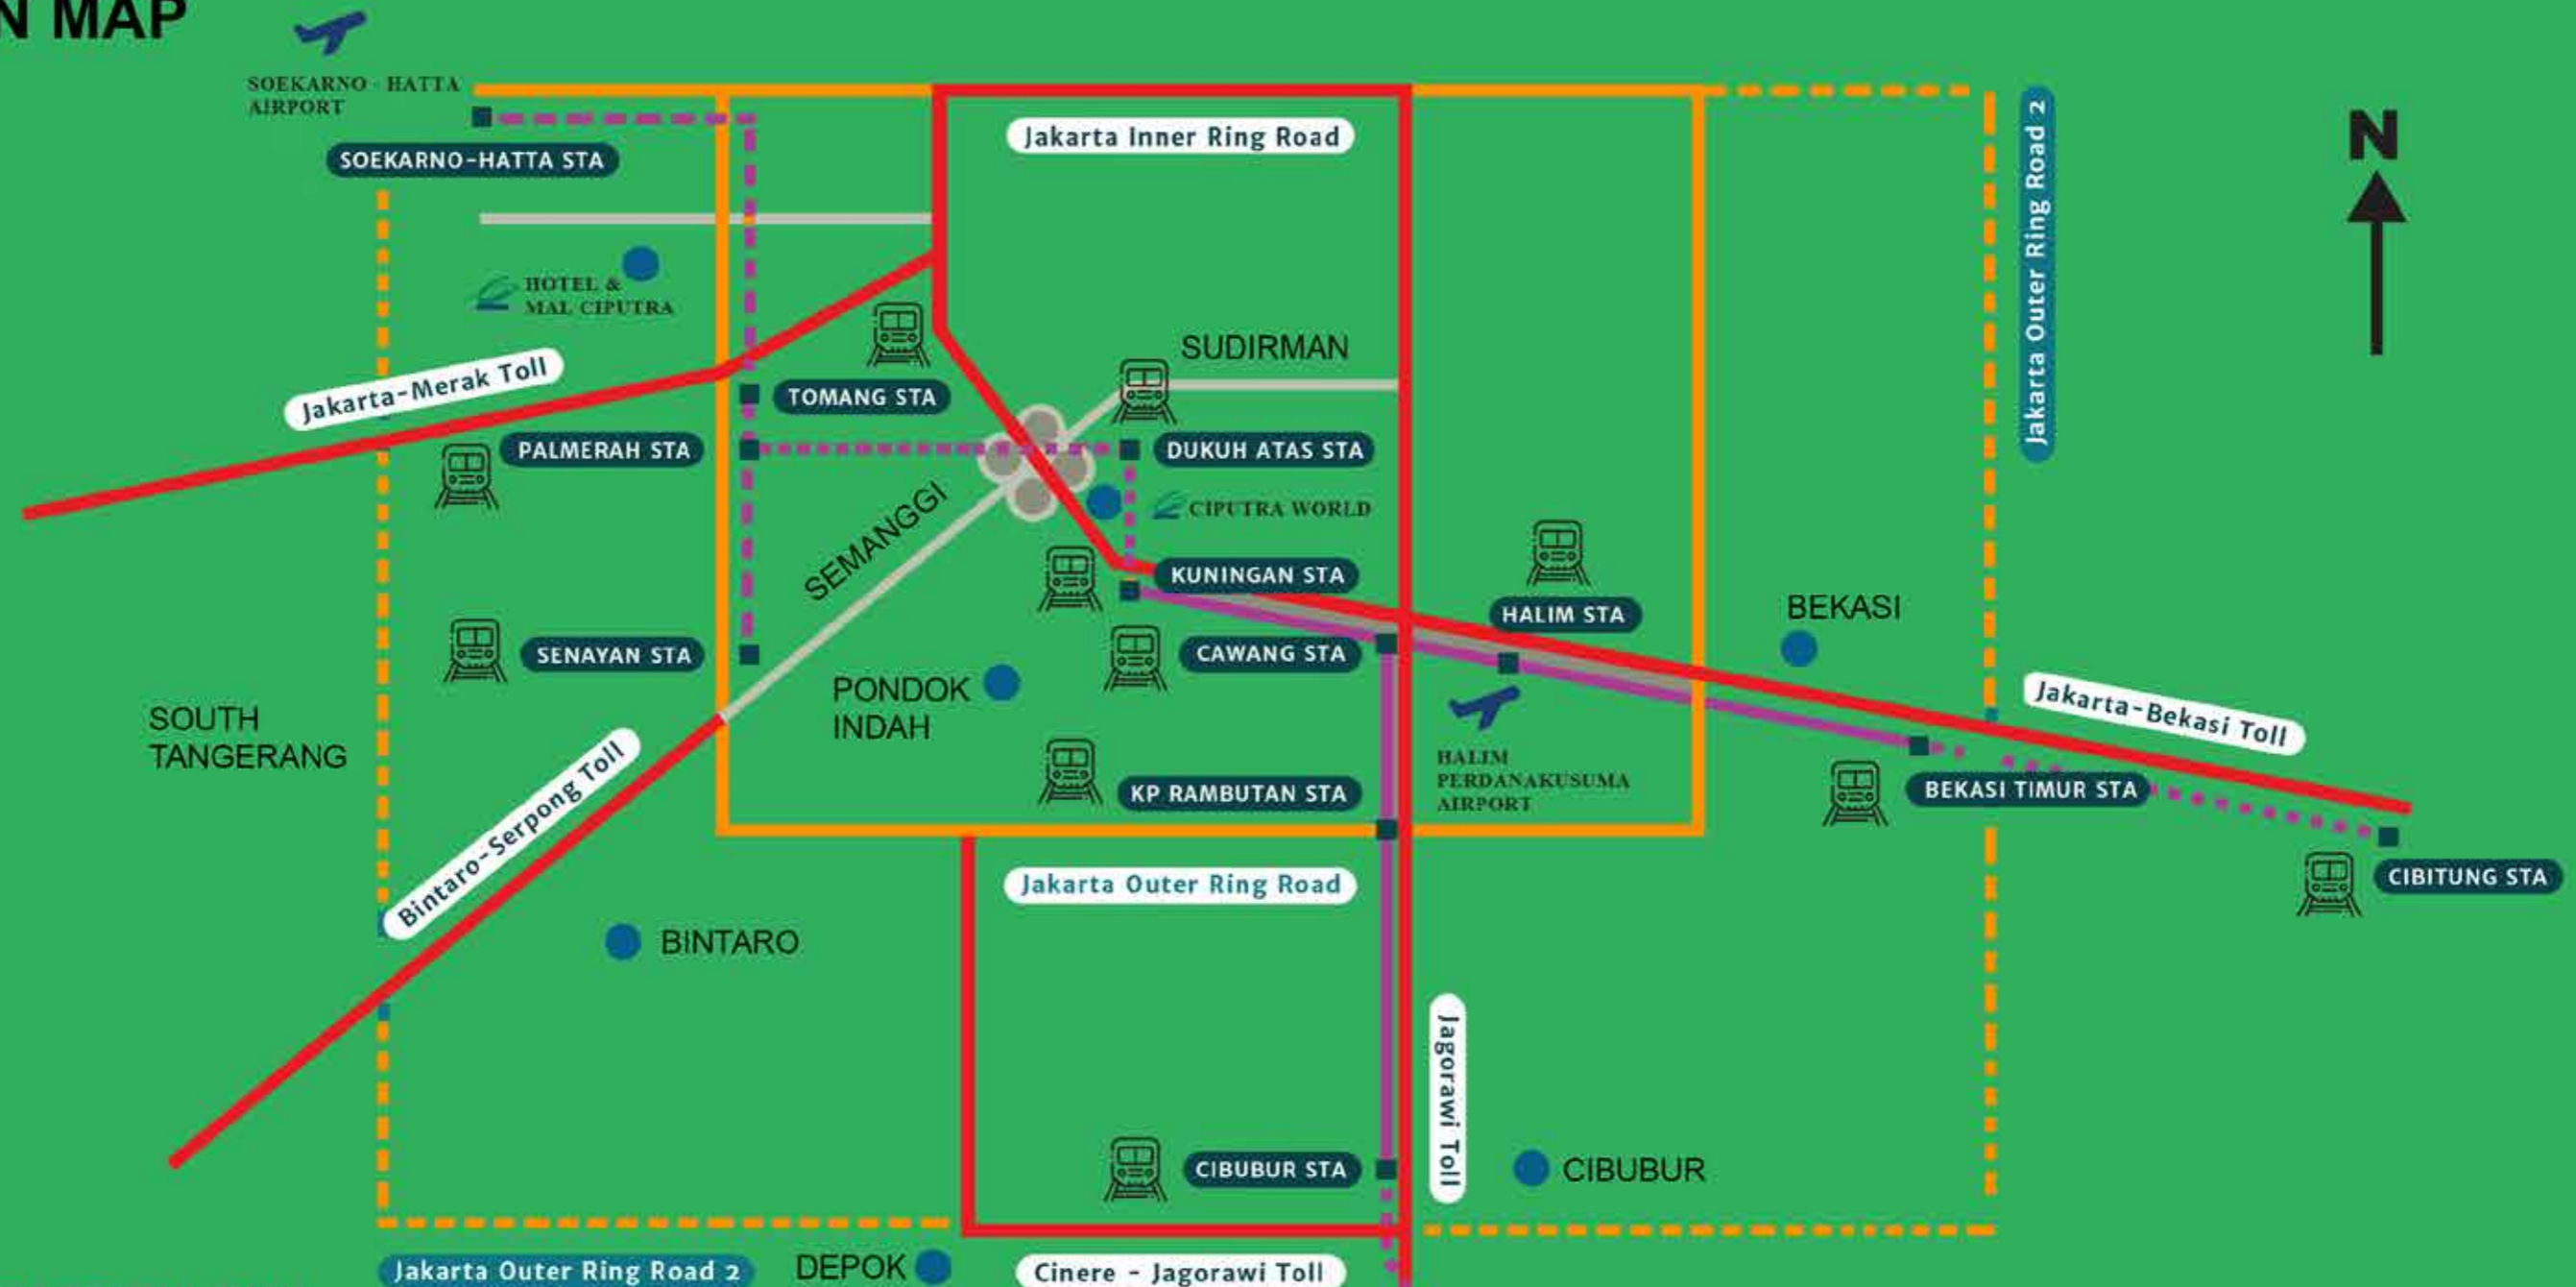 N MAP
SOEKARNO - HATTA
AIRPORT
SOEKARNO-HATTA STA
Jakarta Inner Ring Road
Jakarta Outer Ring Road 2
N
HOTEL &
MAL CIPUTRA
Jakarta-Merak Toll
SUDIRMAN
TOMANG STA
PALMERAH STA
DUKUH ATAS STA
CIPUTRA WORLD
SEMANGGI
KUNINGAN STA
HALIM STA
BEKASI
SENAYAN STA
CAWANG STA
PONDOK
INDAH
SOUTH
TANGERANG
Jakarta-Bekasi Toll
HALIM
PERDANAKUSUMA
AIRPORT
KP RAMBUTAN STA
BEKASI TIMUR STA
Bintaro-Serpong Toll
Jakarta Outer Ring Road
CIBITUNG STA
BINTARO
Jagorawi Toll
CIBUBUR STA
CIBUBUR
Jakarta Outer Ring Road 2
DEPOK
Cinere - Jagorawi Toll